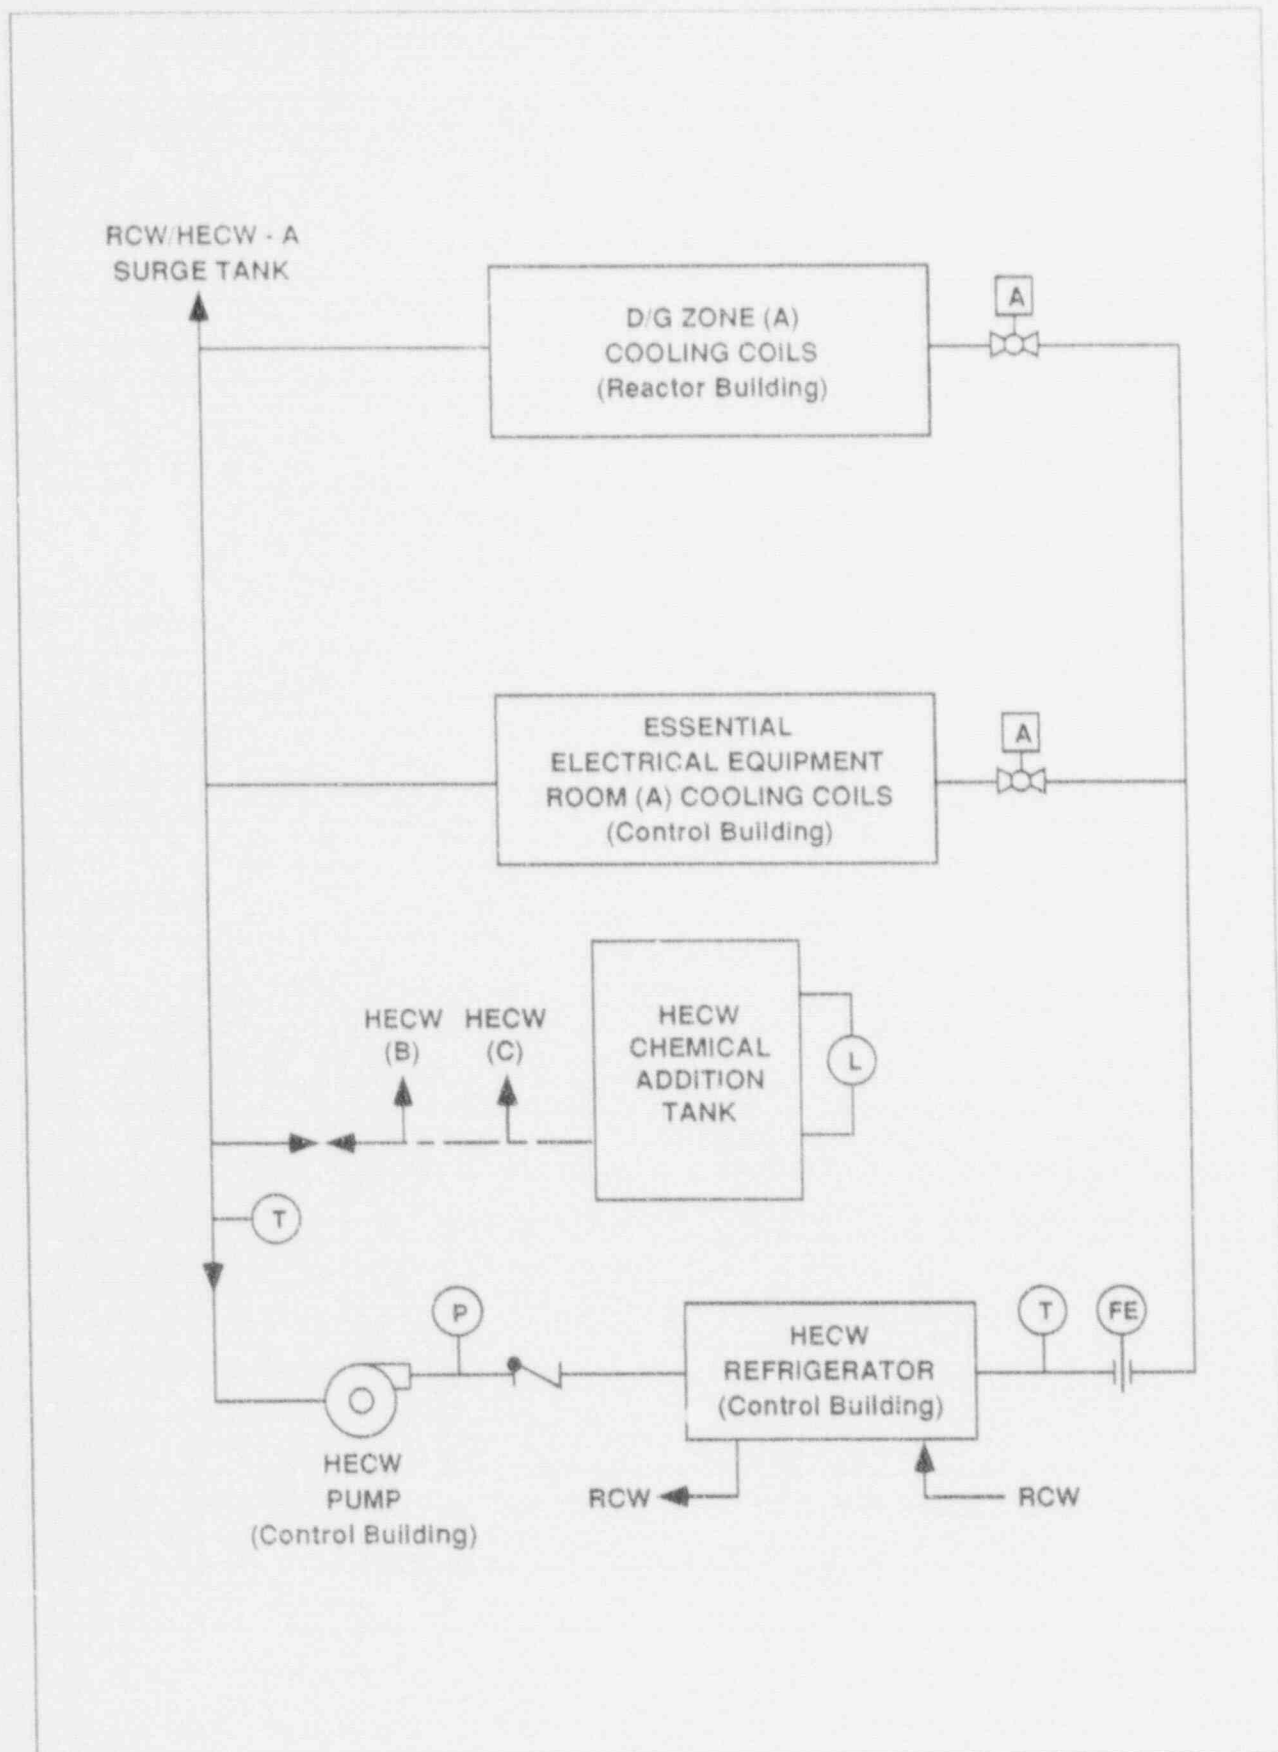 RCW/HECW - A
SURGE TANK
D/G ZONE (A)
COOLING COILS
(Reactor Building)
A
ESSENTIAL
ELECTRICAL EQUIPMENT
ROOM (A) COOLING COILS
(Control Building)
A
HECW
(B)
HECW
(C)
HECW
CHEMICAL
ADDITION
TANK
L
T
P
HECW
REFRIGERATOR
(Control Building)
T
FE
HECW
PUMP
(Control Building)
RCW
RCW